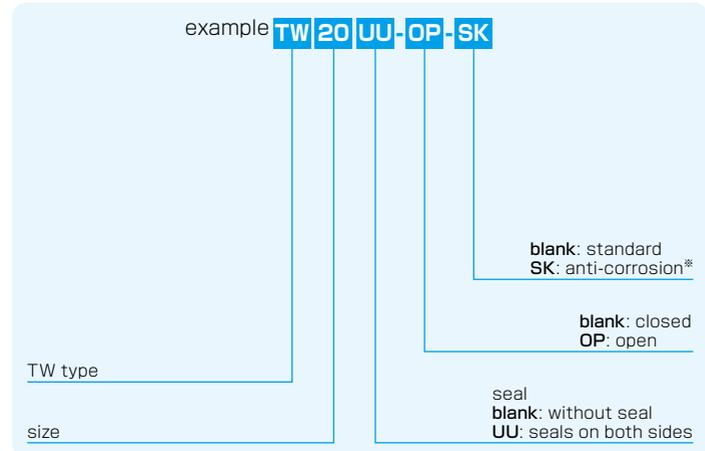 example TW 20 UU - OP - SK
blank: standard
SK: anti-corrosion※
blank: closed
OP: open
TW type
seal
blank: without seal
size
UU: seals on both sides